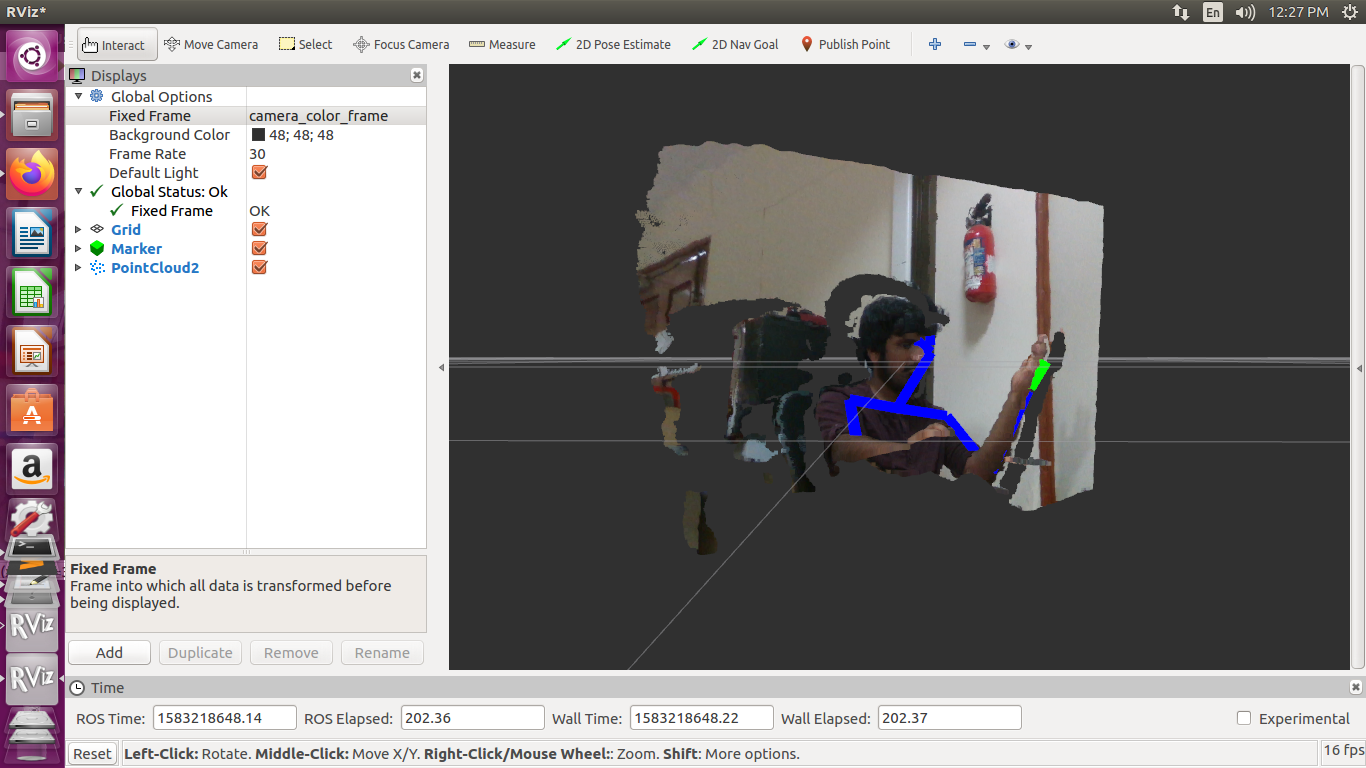 RViz*
En
12:27 PM
Interact
Move Camera
Select
Focus Camera
Measure
2D Pose Estimate
2D Nav Goal
Publish Point
Displays
Global Options
Fixed Frame camera_color_frame
Background Color 48; 48; 48
Frame Rate 30
Default Light
Global Status: Ok
Fixed Frame OK
Grid
Marker
PointCloud2
Fixed Frame
Frame into which all data is transformed before
being displayed.
Add Duplicate Remove Rename
RViz
RViz
Time
ROS Time: 1583218648.14 ROS Elapsed: 202.36 Wall Time: 1583218648.22 Wall Elapsed: 202.37 Experimental
Reset Left-Click: Rotate. Middle-Click: Move X/Y. Right-Click/Mouse Wheel:: Zoom. Shift: More options. 16 fps